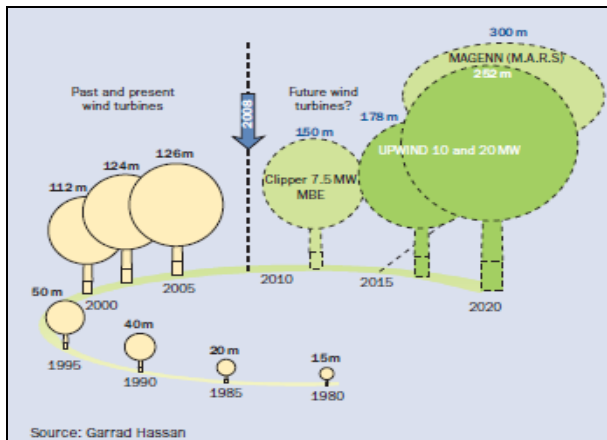 300 m
MAGENN (M.A.R.S)
252 m
Past and present
wind turbines
2008
Future wind
turbines?
178 m
150 m
UPWIND 10 and 20 MW
126m
124 m
112 m
Clipper 7.5 MW
MBE
2000
2005
2010
2015
2020
50 m
40m
20 m
15m
1995
1990
1985
1980
Source: Garrad Hassan